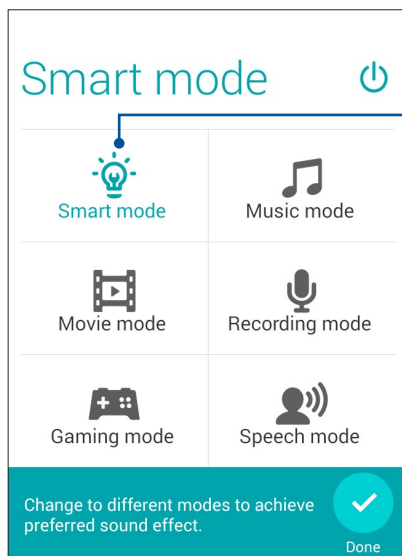 Smart mode
Smart mode
Music mode
Movie mode
Recording mode
Gaming mode
Speech mode
Change to different modes to achieve
preferred sound effect.
Done